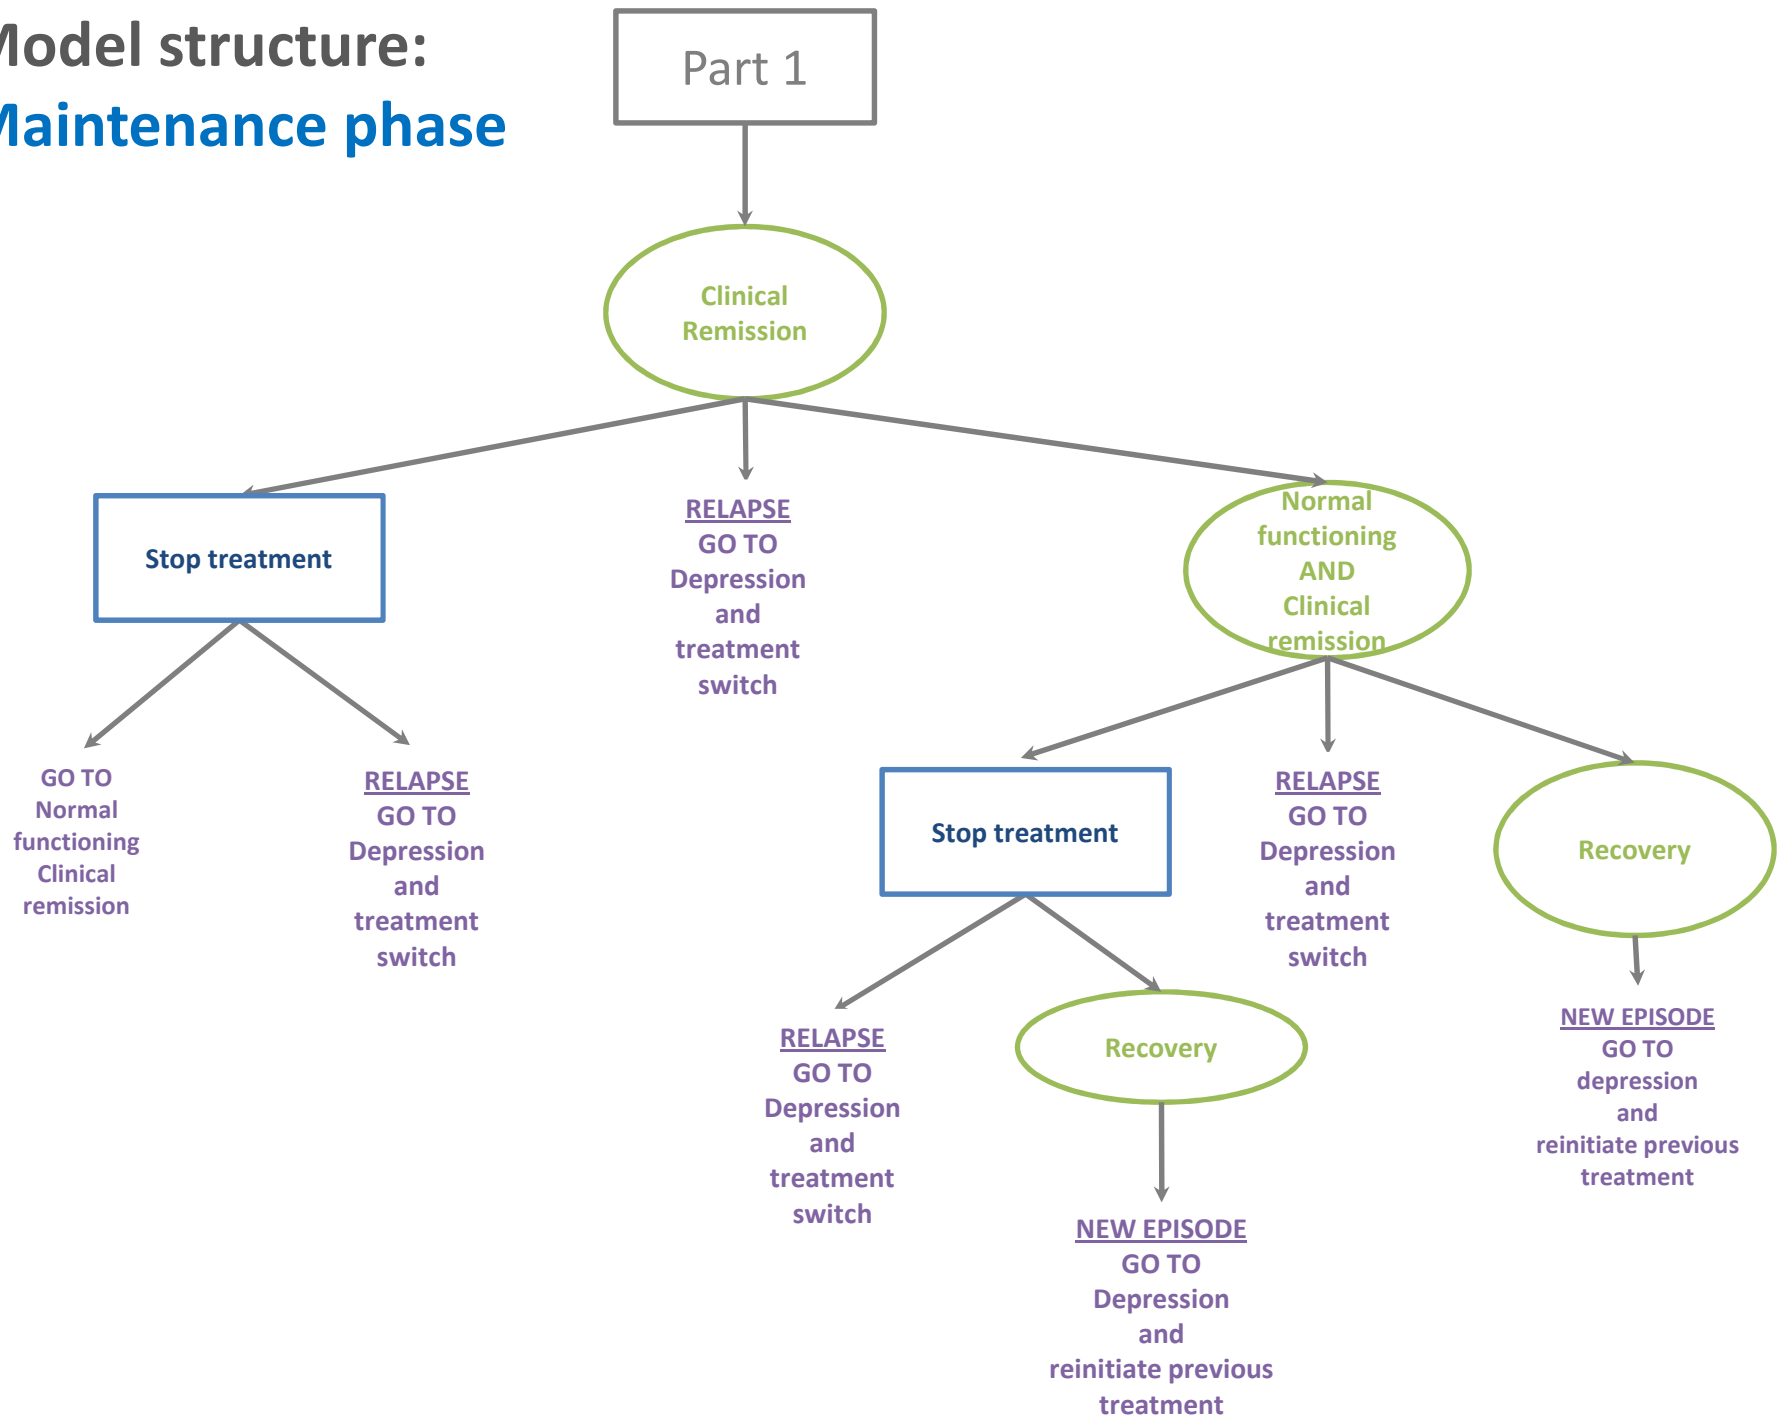 Model structure:
Maintenance phase
Part 1
Clinical
Remission
Stop treatment
RELAPSE
GO TO
Depression
and
treatment
switch
Normal
functioning
AND
Clinical
remission
GO TO
Normal
functioning
Clinical
remission
RELAPSE
GO TO
Depression
and
treatment
switch
Stop treatment
RELAPSE
GO TO
Depression
and
treatment
switch
Recovery
RELAPSE
GO TO
Depression
and
treatment
switch
Recovery
NEW EPISODE
GO TO
Depression
and
reinitiate previous
treatment
NEW EPISODE
GO TO
depression
and
reinitiate previous
treatment